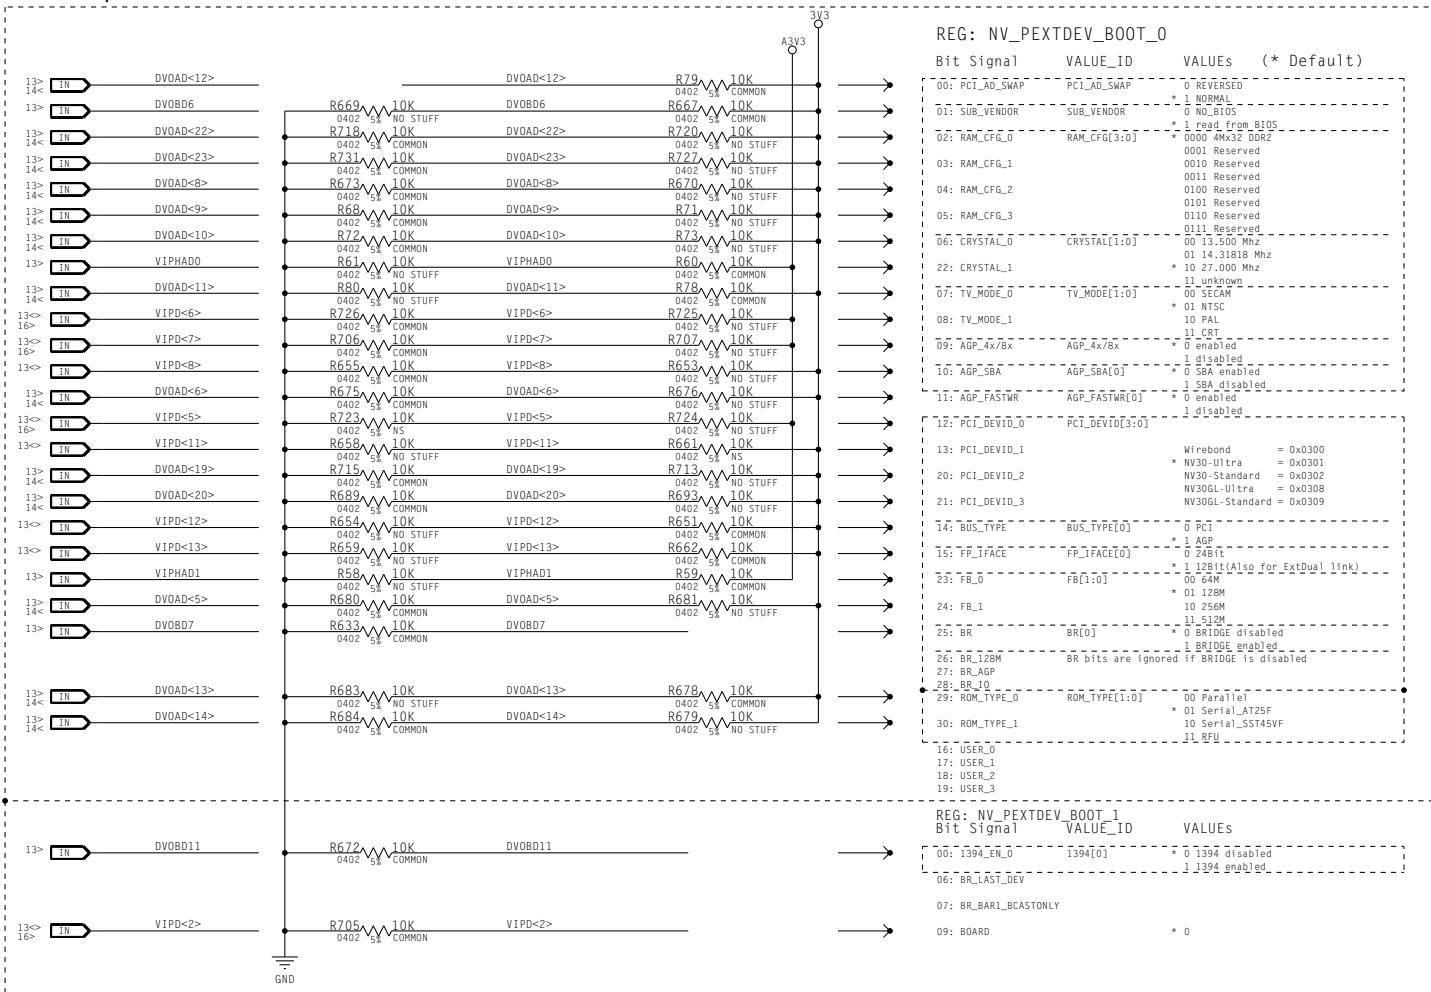 3V3
A3V3
REG: NV_PEXTDEV_BOOT_0
Bit Signal VALUE_ID VALUEs (* Default)
13> 14< IN DVOAD<12> DVOAD<12> R79 10K 0402 5% COMMON
00: PCI_AD_SWAP PCI_AD_SWAP 0 REVERSED
* 1 NORMAL
13> IN DVOBD6 R669 10K 0402 5% NO STUFF DVOBD6 R667 10K 0402 5% COMMON
01: SUB_VENDOR SUB_VENDOR 0 NO_BIOS
* 1 read from BIOS
13> 14< IN DVOAD<22> R718 10K 0402 5% COMMON DVOAD<22> R720 10K 0402 5% NO STUFF
02: RAM_CFG_0 RAM_CFG[3:0] * 0000 4Mx32 DDR2
0001 Reserved
13> 14< IN DVOAD<23> R731 10K 0402 5% COMMON DVOAD<23> R727 10K 0402 5% NO STUFF
03: RAM_CFG_1 0010 Reserved
0011 Reserved
13> 14< IN DVOAD<8> R673 10K 0402 5% COMMON DVOAD<8> R670 10K 0402 5% NO STUFF
04: RAM_CFG_2 0100 Reserved
0101 Reserved
13> 14< IN DVOAD<9> R68 10K 0402 5% COMMON DVOAD<9> R71 10K 0402 5% NO STUFF
05: RAM_CFG_3 0110 Reserved
0111 Reserved
13> 14< IN DVOAD<10> R72 10K 0402 5% COMMON DVOAD<10> R73 10K 0402 5% NO STUFF
06: CRYSTAL_0 CRYSTAL[1:0] 00 13.500 Mhz
01 14.31818 Mhz
13> IN VIPHAD0 R61 10K 0402 5% NO STUFF VIPHAD0 R60 10K 0402 5% COMMON
22: CRYSTAL_1 * 10 27.000 Mhz
11 unknown
13> 14< IN DVOAD<11> R80 10K 0402 5% NO STUFF DVOAD<11> R78 10K 0402 5% COMMON
07: TV_MODE_0 TV_MODE[1:0] 00 SECAM
* 01 NTSC
13<> 16> IN VIPD<6> R726 10K 0402 5% COMMON VIPD<6> R725 10K 0402 5% NO STUFF
08: TV_MODE_1 10 PAL
11 CRT
13<> 16> IN VIPD<7> R706 10K 0402 5% COMMON VIPD<7> R707 10K 0402 5% NO STUFF
09: AGP_4x/8x AGP_4x/8x * 0 enabled
1 disabled
13<> IN VIPD<8> R655 10K 0402 5% COMMON VIPD<8> R653 10K 0402 5% NO STUFF
10: AGP_SBA AGP_SBA[0] * 0 SBA enabled
1 SBA disabled
13> 14< IN DVOAD<6> R675 10K 0402 5% COMMON DVOAD<6> R676 10K 0402 5% NO STUFF
11: AGP_FASTWR AGP_FASTWR[0] * 0 enabled
1 disabled
13<> 16> IN VIPD<5> R723 10K 0402 5% NS VIPD<5> R724 10K 0402 5% NO STUFF
12: PCI_DEVID_0 PCI_DEVID[3:0]
13<> IN VIPD<11> R658 10K 0402 5% NO STUFF VIPD<11> R661 10K 0402 5% NS
13: PCI_DEVID_1 Wirebond = 0x0300
* NV30-Ultra = 0x0301
13> 14< IN DVOAD<19> R715 10K 0402 5% COMMON DVOAD<19> R713 10K 0402 5% NO STUFF
20: PCI_DEVID_2 NV30-Standard = 0x0302
NV30GL-Ultra = 0x0308
13> 14< IN DVOAD<20> R689 10K 0402 5% COMMON DVOAD<20> R693 10K 0402 5% NO STUFF
21: PCI_DEVID_3 NV30GL-Standard = 0x0309
13<> IN VIPD<12> R654 10K 0402 5% NO STUFF VIPD<12> R651 10K 0402 5% COMMON
14: BUS_TYPE BUS_TYPE[0] 0 PCI
* 1 AGP
13<> IN VIPD<13> R659 10K 0402 5% NO STUFF VIPD<13> R662 10K 0402 5% COMMON
15: FP_IFACE FP_IFACE[0] 0 24Bit
* 1 12Bit(Also for ExtDual link)
13> IN VIPHAD1 R58 10K 0402 5% NO STUFF VIPHAD1 R59 10K 0402 5% COMMON
23: FB_0 FB[1:0] 00 64M
* 01 128M
13> 14< IN DVOAD<5> R680 10K 0402 5% COMMON DVOAD<5> R681 10K 0402 5% NO STUFF
24: FB_1 10 256M
11 512M
13> IN DVOBD7 R633 10K 0402 5% COMMON DVOBD7
25: BR BR[0] * 0 BRIDGE disabled
1 BRIDGE enabled
26: BR_128M BR bits are ignored if BRIDGE is disabled
27: BR_AGP
28: BR_IO
13> 14< IN DVOAD<13> R683 10K 0402 5% NO STUFF DVOAD<13> R678 10K 0402 5% COMMON
29: ROM_TYPE_0 ROM_TYPE[1:0] 00 Parallel
* 01 Serial_AT25F
13> 14< IN DVOAD<14> R684 10K 0402 5% COMMON DVOAD<14> R679 10K 0402 5% NO STUFF
30: ROM_TYPE_1 10 Serial_SST45VF
11 RFU
16: USER_0
17: USER_1
18: USER_2
19: USER_3
REG: NV_PEXTDEV_BOOT_1
Bit Signal VALUE_ID VALUEs
13> IN DVOBD11 R672 10K 0402 5% COMMON DVOBD11
00: 1394_EN_0 1394[0] * 0 1394 disabled
1 1394 enabled
06: BR_LAST_DEV
07: BR_BAR1_BCASTONLY
13<> 16> IN VIPD<2> R705 10K 0402 5% COMMON VIPD<2>
09: BOARD * 0
GND